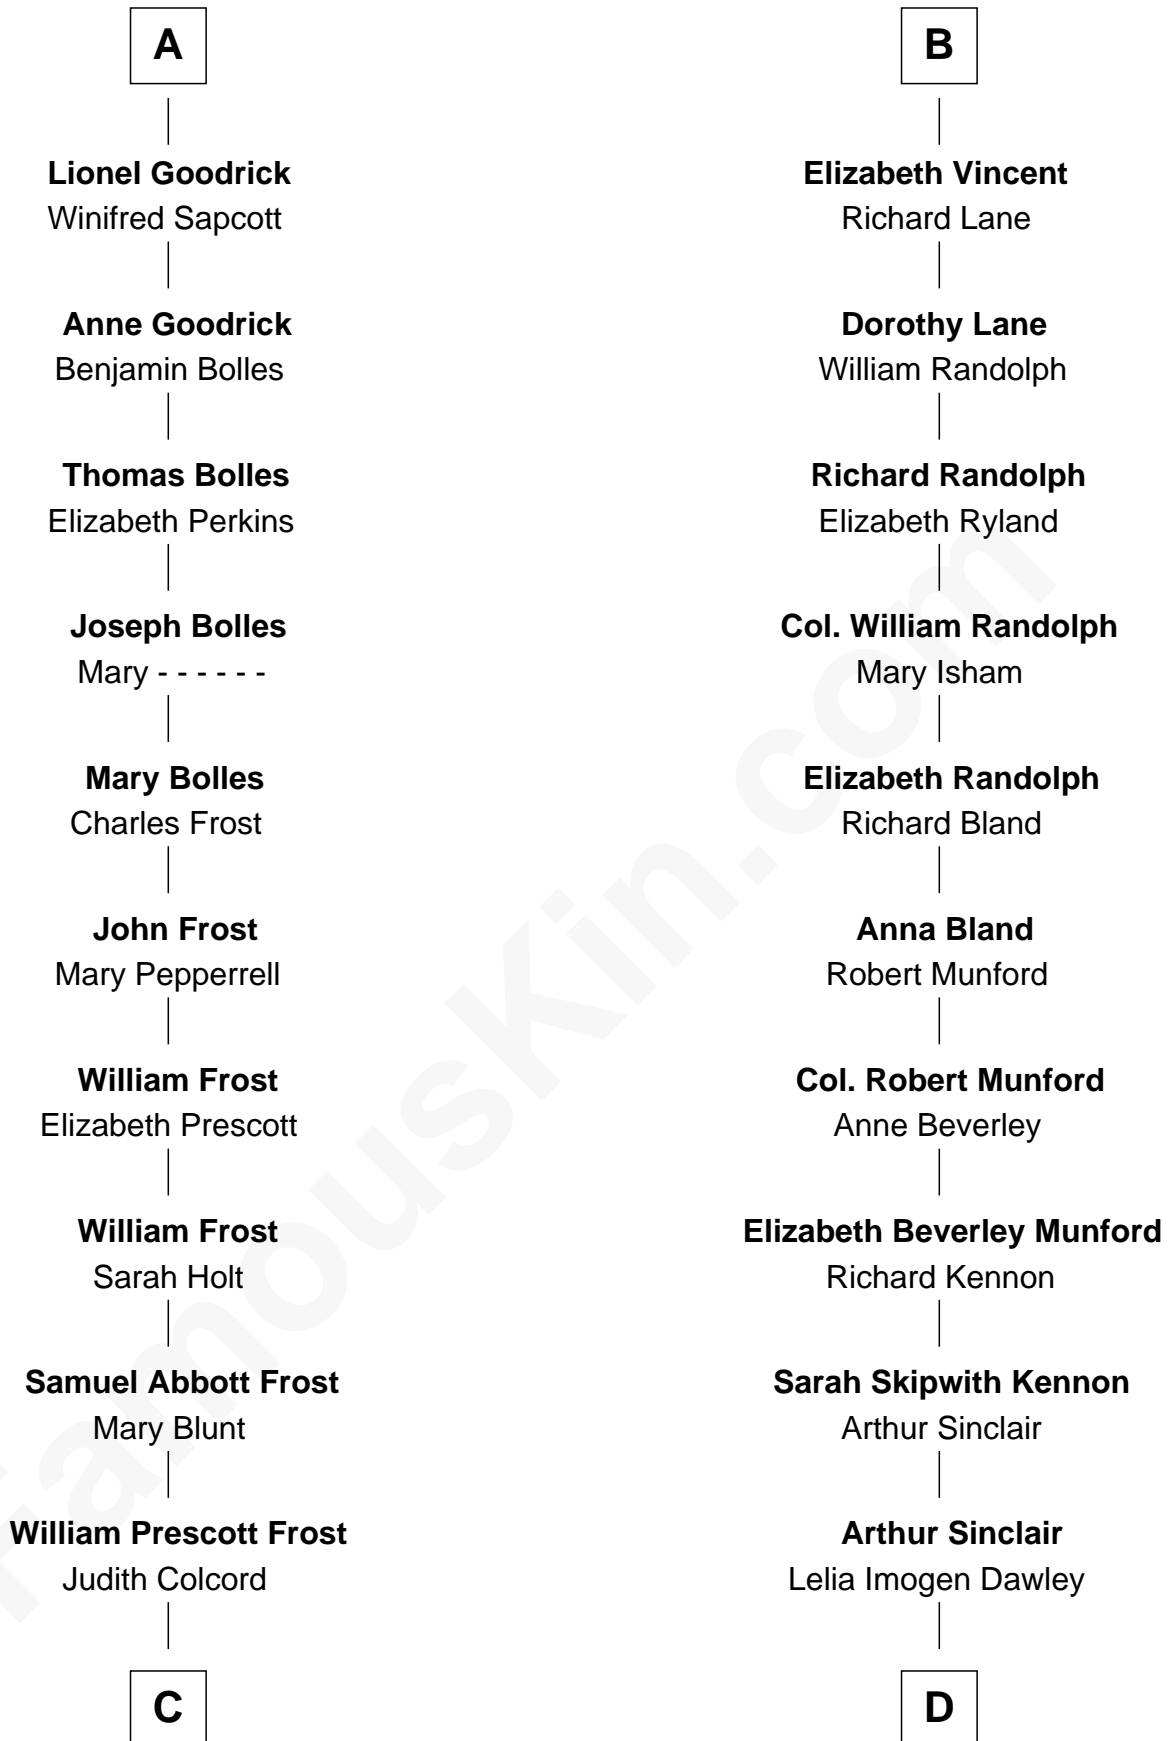 A
Lionel Goodrick
Winifred Sapcott
Anne Goodrick
Benjamin Bolles
Thomas Bolles
Elizabeth Perkins
Joseph Bolles
Mary - - - - - -
Mary Bolles
Charles Frost
John Frost
Mary Pepperrell
William Frost
Elizabeth Prescott
William Frost
Sarah Holt
Samuel Abbott Frost
Mary Blunt
William Prescott Frost
Judith Colcord
C
B
Elizabeth Vincent
Richard Lane
Dorothy Lane
William Randolph
Richard Randolph
Elizabeth Ryland
Col. William Randolph
Mary Isham
Elizabeth Randolph
Richard Bland
Anna Bland
Robert Munford
Col. Robert Munford
Anne Beverley
Elizabeth Beverley Munford
Richard Kennon
Sarah Skipwith Kennon
Arthur Sinclair
Arthur Sinclair
Lelia Imogen Dawley
D
FamousKin.com